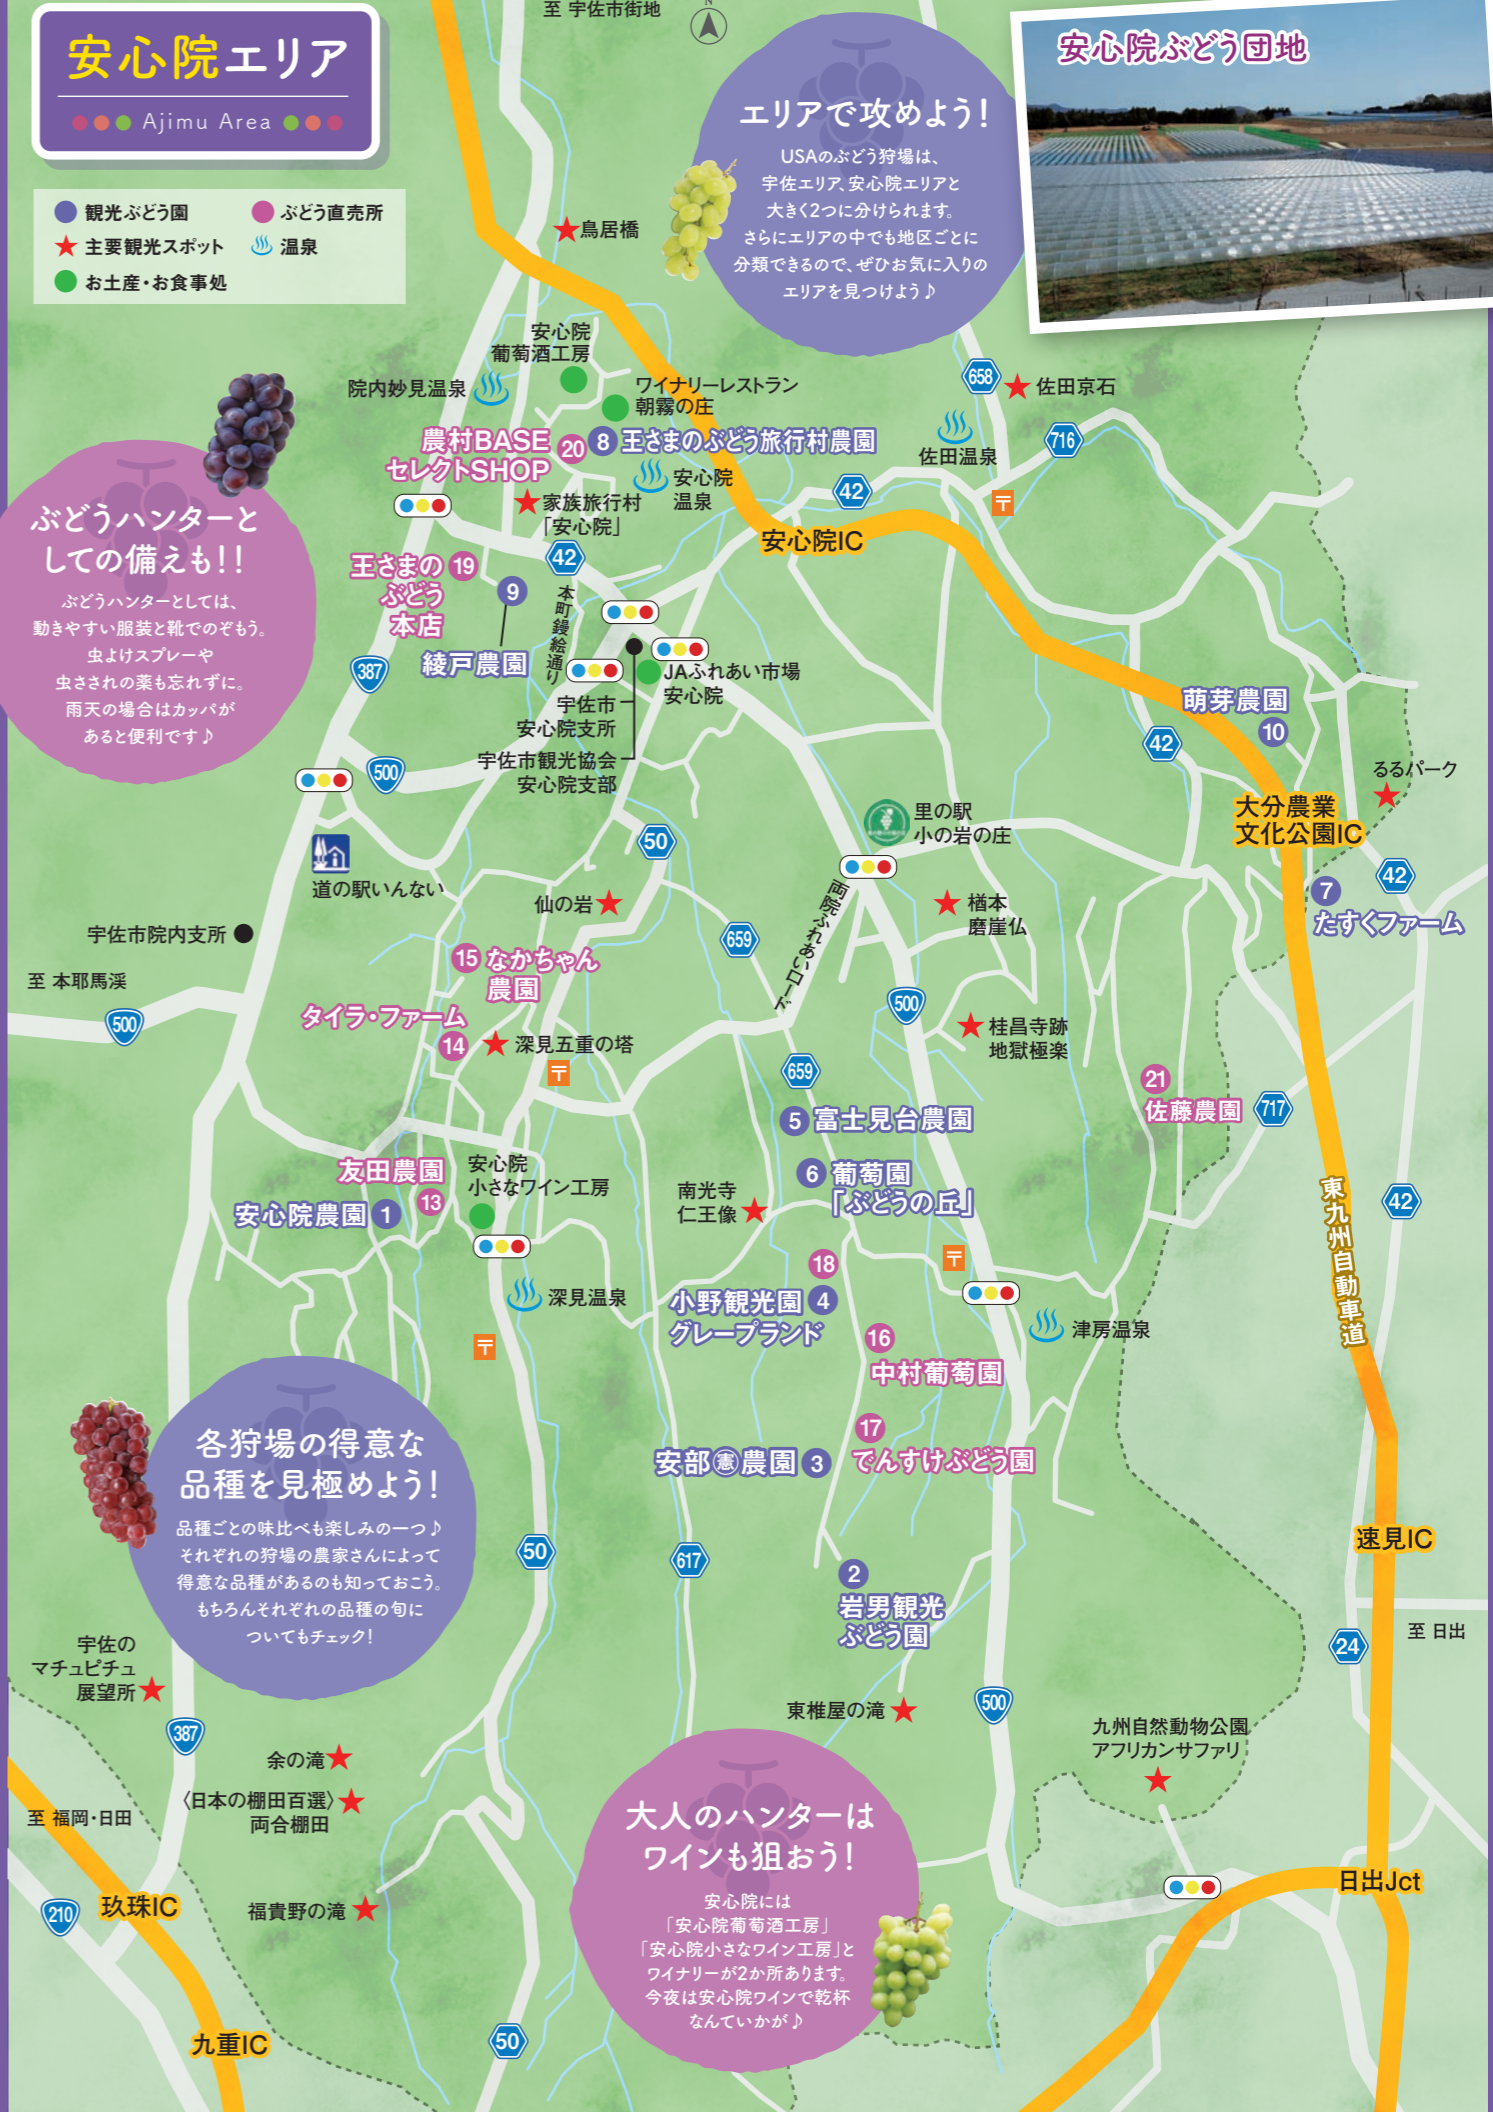 安心院エリア
Ajimu Area
観光ぶどう園
ぶどう直売所
主要観光スポット
温泉
お土産・お食事処
至 宇佐市街地
N
エリアで攻めよう!
USAのぶどう狩場は、
宇佐エリア、安心院エリアと
大きく2つに分けられます。
さらにエリアの中でも地区ごとに
分類できるので、ぜひお気に入りの
エリアを見つけよう♪
安心院ぶどう団地
鳥居橋
安心院
葡萄酒工房
院内妙見温泉
ワイナリーレストラン
朝霧の庄
658
佐田京石
佐田温泉
716
農村BASE
セレクトSHOP
20
8
王さまのぶどう旅行村農園
安心院
温泉
42
〒
家族旅行村
「安心院」
安心院IC
ぶどうハンターと
しての備えも!!
ぶどうハンターとしては、
動きやすい服装と靴でのぞもう。
虫よけスプレーや
虫さされの薬も忘れずに。
雨天の場合はカッパが
あると便利です♪
王さまの
ぶどう
本店
19
42
9
綾戸農園
本町鏝絵通り
387
JAふれあい市場
安心院
宇佐市
安心院支所
宇佐市観光協会
安心院支部
萌芽農園
10
42
500
るるパーク
大分農業
文化公園IC
里の駅
小の岩の庄
50
道の駅いんない
42
7
たすくファーム
仙の岩
楢本
磨崖仏
両院ふれあいロード
宇佐市院内支所
659
15
なかちゃん
農園
至 本耶馬渓
500
タイラ・ファーム
14
深見五重の塔
〒
500
桂昌寺跡
地獄極楽
659
21
佐藤農園
717
5
富士見台農園
友田農園
13
安心院
小さなワイン工房
安心院農園
1
6
葡萄園
「ぶどうの丘」
南光寺
仁王像
東九州自動車道
42
18
〒
小野観光園
グレープランド
4
深見温泉
〒
津房温泉
16
中村葡萄園
17
でんすけぶどう園
安部㊝農園
3
各狩場の得意な
品種を見極めよう!
品種ごとの味比べも楽しみの一つ♪
それぞれの狩場の農家さんによって
得意な品種があるのも知っておこう。
もちろんそれぞれの品種の旬に
ついてもチェック!
50
617
2
岩男観光
ぶどう園
速見IC
24
至 日出
宇佐の
マチュピチュ
展望所
387
東椎屋の滝
500
九州自然動物公園
アフリカンサファリ
余の滝
〈日本の棚田百選〉
両合棚田
至 福岡・日田
福貴野の滝
玖珠IC
210
九重IC
50
大人のハンターは
ワインも狙おう!
安心院には
「安心院葡萄酒工房」
「安心院小さなワイン工房」と
ワイナリーが2か所あります。
今夜は安心院ワインで乾杯
なんていかが♪
日出Jct